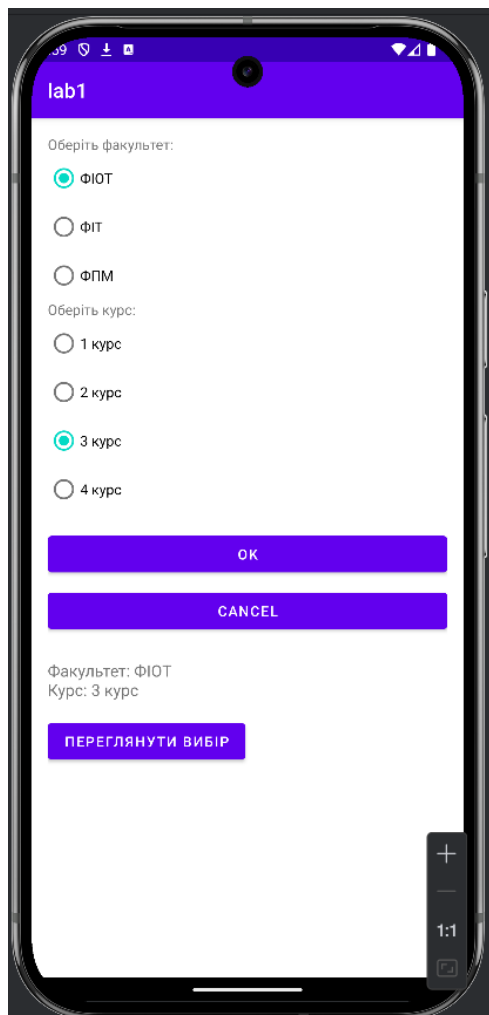 :59
lab1
Оберіть факультет:
ФІОТ
ФІТ
ФПМ
Оберіть курс:
1 курс
2 курс
3 курс
4 курс
OK
CANCEL
Факультет: ФІОТ
Курс: 3 курс
ПЕРЕГЛЯНУТИ ВИБІР
1:1